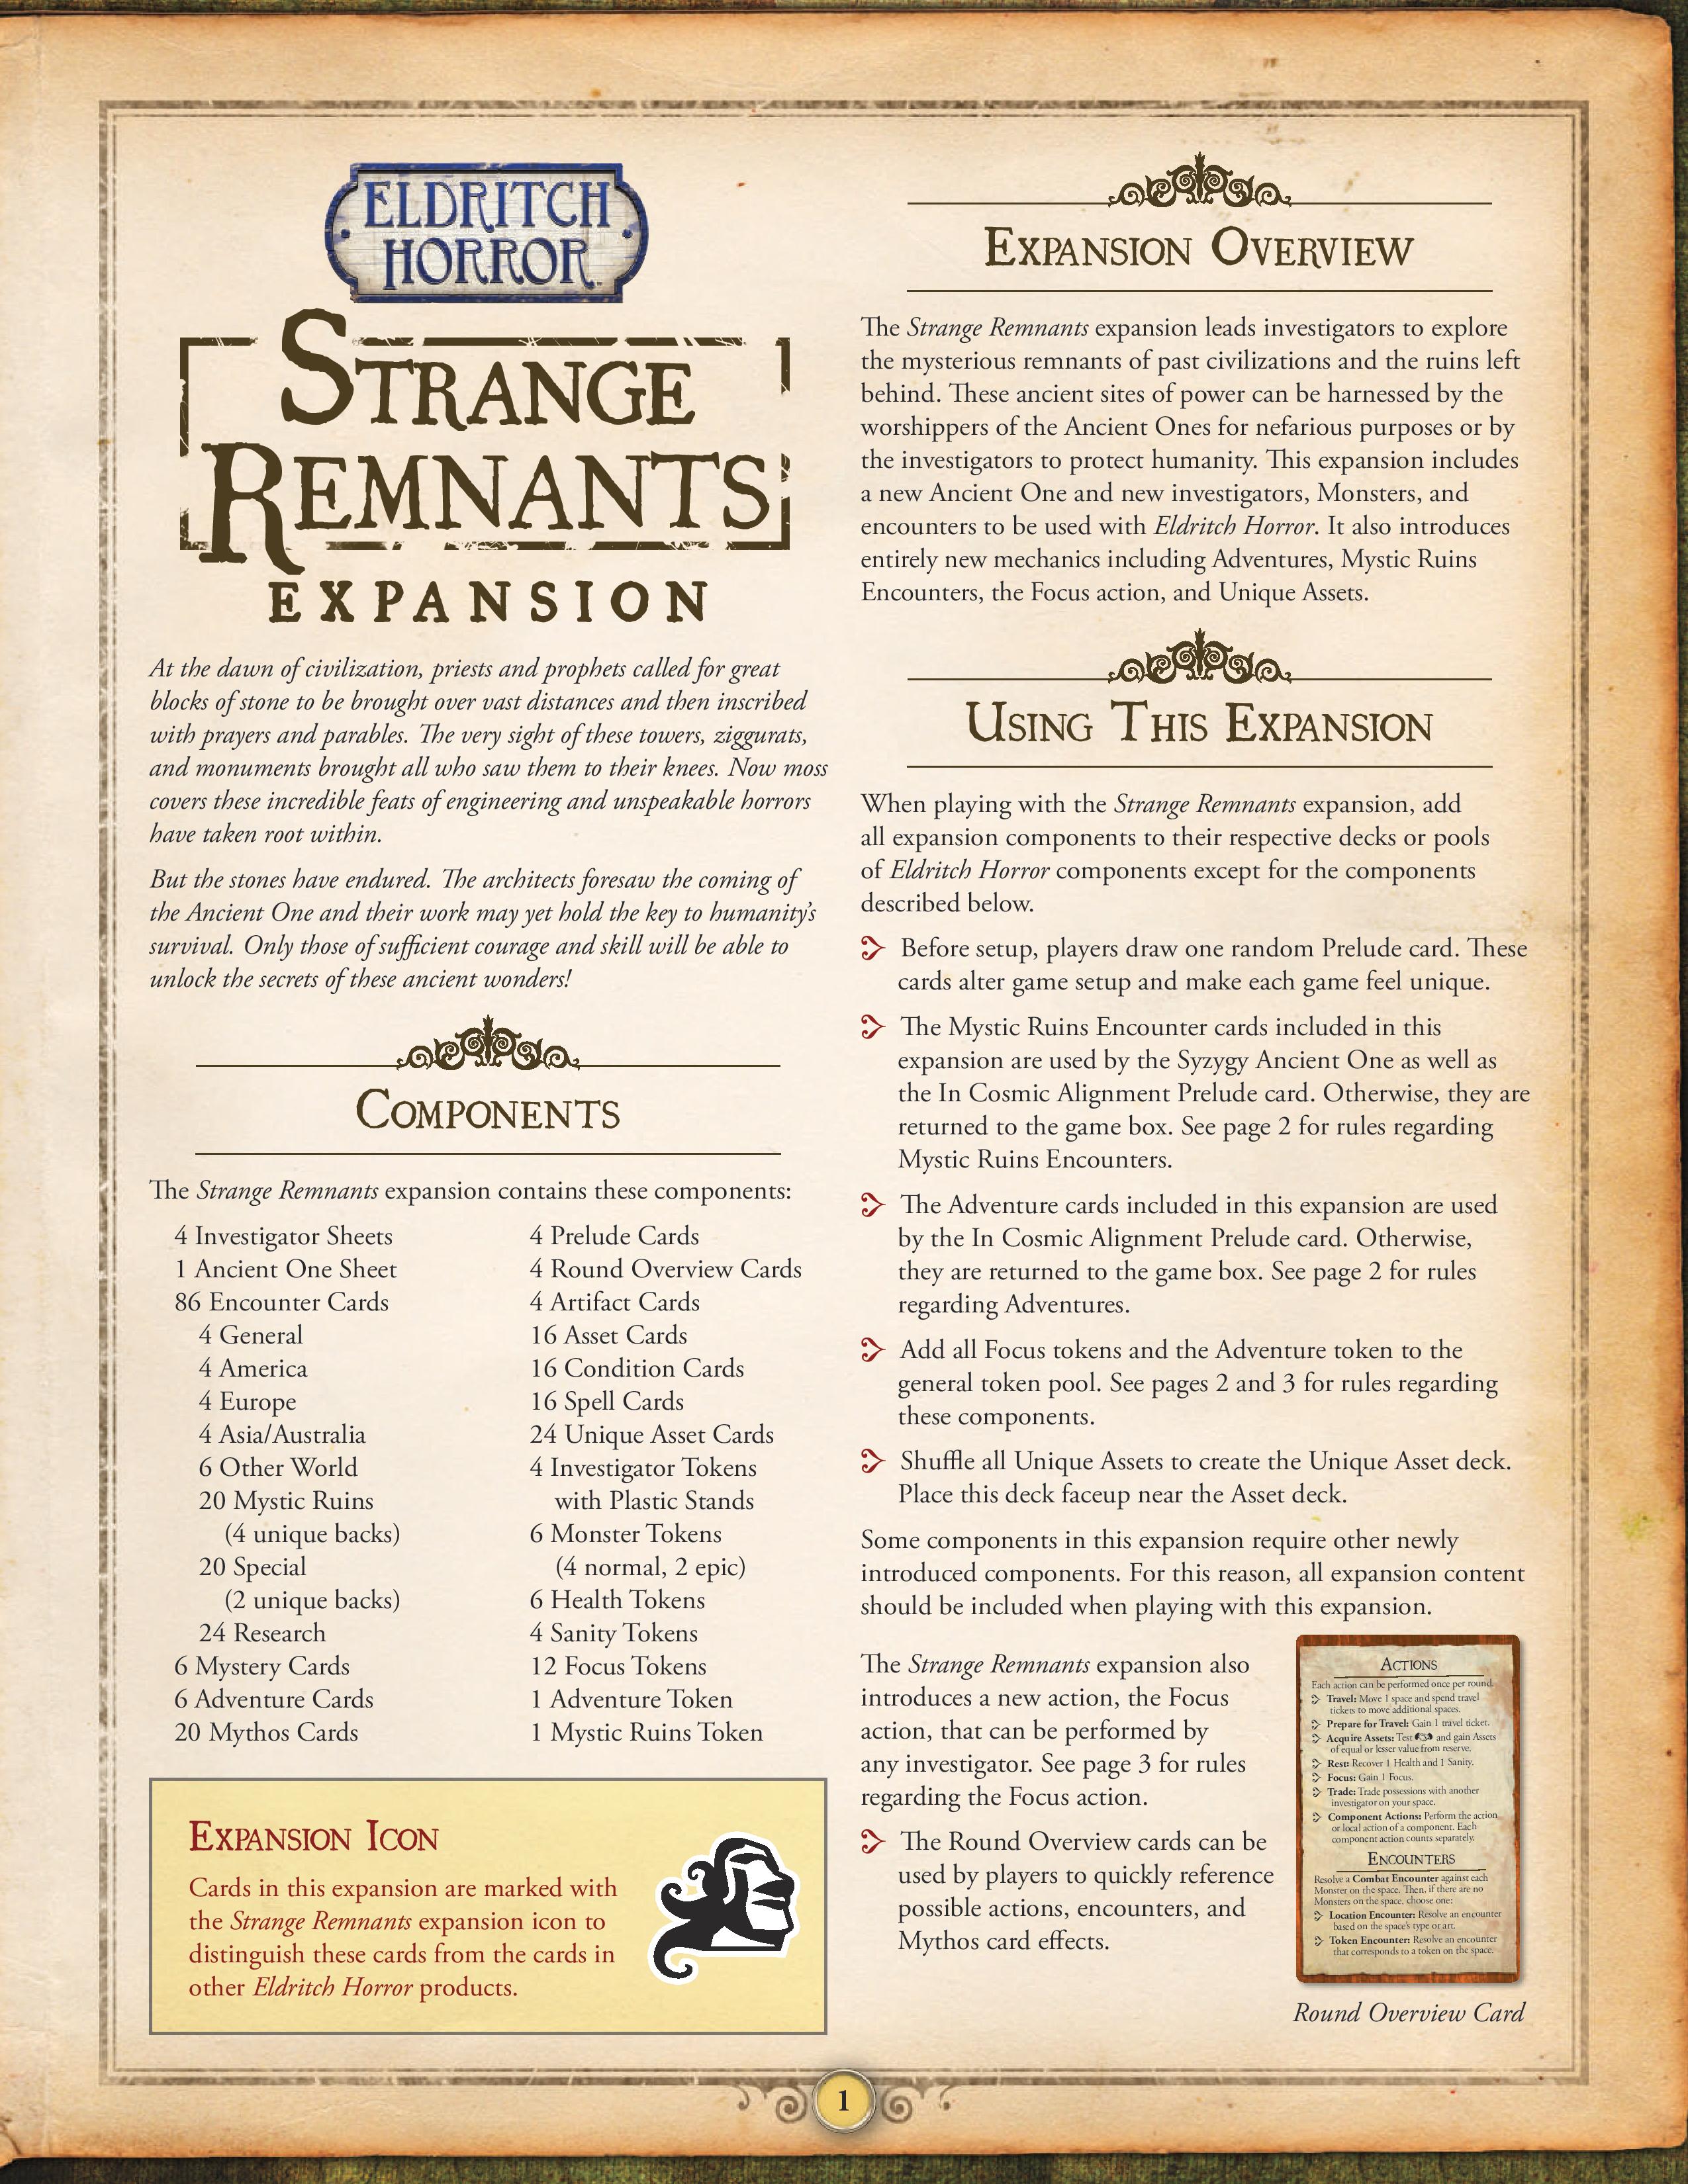 ELDRITCH
HORROR
STRANGE
REMNANTS
EXPANSION
At the dawn of civilization, priests and prophets called for great
blocks of stone to be brought over vast distances and then inscribed
with prayers and parables. The very sight of these towers, ziggurats,
and monuments brought all who saw them to their knees. Now moss
covers these incredible feats of engineering and unspeakable horrors
have taken root within.
But the stones have endured. The architects foresaw the coming of
the Ancient One and their work may yet hold the key to humanity's
survival. Only those of sufficient courage and skill will be able to
unlock the secrets of these ancient wonders!
COMPONENTS
The Strange Remnants expansion contains these components:
4 Investigator Sheets
1 Ancient One Sheet
86 Encounter Cards
4 General
4 America
4 Europe
4 Asia/Australia
6 Other World
20 Mystic Ruins
(4 unique backs)
20 Special
(2 unique backs)
24 Research
6 Mystery Cards
6 Adventure Cards
20 Mythos Cards
4 Prelude Cards
4 Round Overview Cards
4 Artifact Cards
16 Asset Cards
16 Condition Cards
16 Spell Cards
24 Unique Asset Cards
4 Investigator Tokens
with Plastic Stands
6 Monster Tokens
(4 normal, 2 epic)
6 Health Tokens
4 Sanity Tokens
12 Focus Tokens
1 Adventure Token
1 Mystic Ruins Token
EXPANSION ICON
Cards in this expansion are marked with
the Strange Remnants expansion icon to
distinguish these cards from the cards in
other Eldritch Horror products.
EXPANSION OVERVIEW
The Strange Remnants expansion leads investigators to explore
the mysterious remnants of past civilizations and the ruins left
behind. These ancient sites of power can be harnessed by the
worshippers of the Ancient Ones for nefarious purposes or by
the investigators to protect humanity. This expansion includes
a new Ancient One and new investigators, Monsters, and
encounters to be used with Eldritch Horror. It also introduces
entirely new mechanics including Adventures, Mystic Ruins
Encounters, the Focus action, and Unique Assets.
USING THIS EXPANSION
When playing with the Strange Remnants expansion, add
all expansion components to their respective decks or pools
of Eldritch Horror components except for the components
described below.
Before setup, players draw one random Prelude card. These
cards alter game setup and make each game feel unique.
The Mystic Ruins Encounter cards included in this
expansion are used by the Syzygy Ancient One as well as
the In Cosmic Alignment Prelude card. Otherwise, they are
returned to the game box. See page 2 for rules regarding
Mystic Ruins Encounters.
The Adventure cards included in this expansion are used
by the In Cosmic Alignment Prelude card. Otherwise,
they are returned to the game box. See page 2 for rules
regarding Adventures.
Add all Focus tokens and the Adventure token to the
general token pool. See pages 2 and 3 for rules regarding
these components.
Shuffle all Unique Assets to create the Unique Asset deck.
Place this deck faceup near the Asset deck.
Some components in this expansion require other newly
introduced components. For this reason, all expansion content
should be included when playing with this expansion.
The Strange Remnants expansion also
introduces a new action, the Focus
action, that can be performed by
any investigator. See page 3 for rules
regarding the Focus action.
The Round Overview cards can be
used by players to quickly reference
possible actions, encounters, and
Mythos card effects.
ACTIONS
Each action can be performed once per round.
Travel: Move 1 space and spend travel
tickets to move additional spaces.
Prepare for Travel: Gain 1 travel ticket.
Acquire Assets: Test and gain Assets
of equal or lesser value from reserve.
Rest: Recover 1 Health and 1 Sanity.
Focus: Gain 1 Focus.
Trade: Trade possessions with another
investigator on your space.
Component Actions: Perform the action
or local action of a component. Each
component action counts separately.
ENCOUNTERS
Resolve a Combat Encounter against each
Monster on the space. Then, if there are no
Monsters on the space, choose one:
Location Encounter: Resolve an encounter
based on the space's type or art.
Token Encounter: Resolve an encounter
that corresponds to a token on the space.
Round Overview Card
1